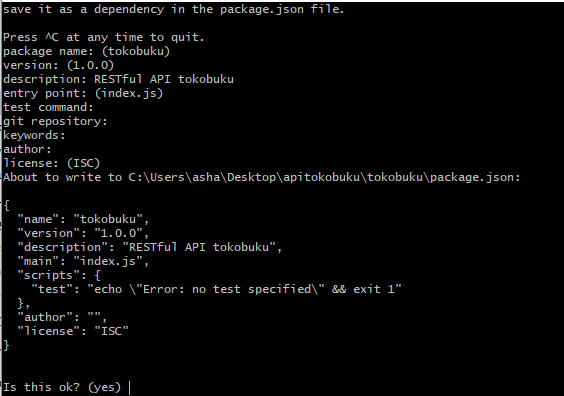 save it as a dependency in the package.json file.
Press ^C at any time to quit.
package name: (tokobuku)
version: (1.0.0)
description: RESTful API tokobuku
entry point: (index.js)
test command:
git repository:
keywords:
author:
license: (ISC)
About to write to C:\Users\asha\Desktop\apitokobuku\tokobuku\package.json:
{
  "name": "tokobuku",
  "version": "1.0.0",
  "description": "RESTful API tokobuku",
  "main": "index.js",
  "scripts": {
    "test": "echo \"Error: no test specified\" && exit 1"
  },
  "author": "",
  "license": "ISC"
}
Is this ok? (yes)